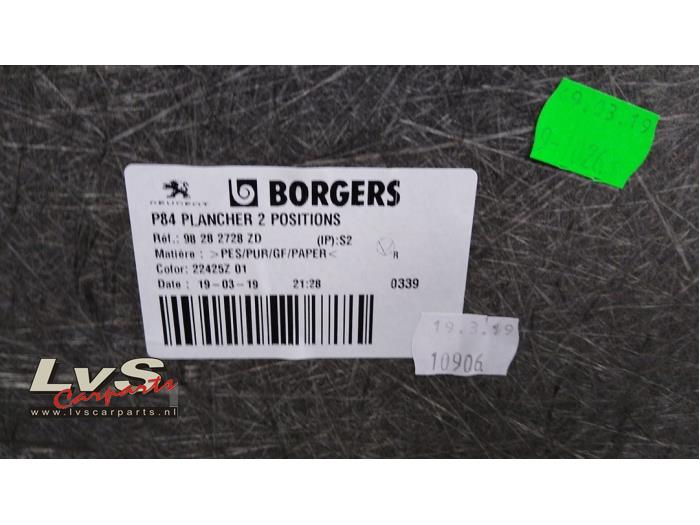 19.03.19
PEUGEOT
BORGERS
P84 PLANCHER 2 POSITIONS
Réf.: 98 28 2728 ZD (IP):S2
Matière : >PES/PUR/GF/PAPER< R
Color: 22425Z 01
Date : 19-03-19 21:28 0339
19.3.19
10906
LvS
Carparts
www.lvscarparts.nl